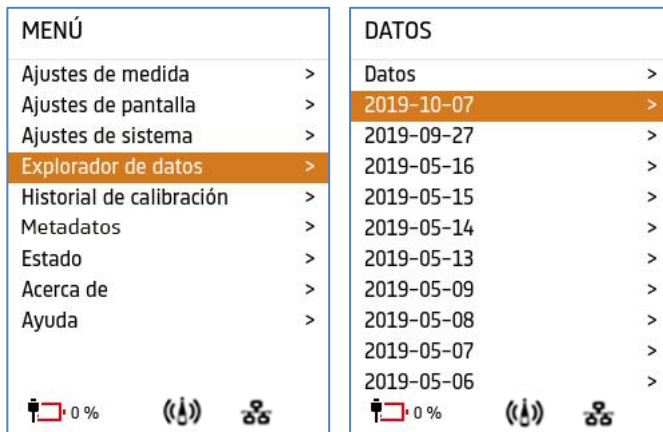 MENÚ
Ajustes de medida >
Ajustes de pantalla >
Ajustes de sistema >
Explorador de datos >
Historial de calibración >
Metadatos >
Estado >
Acerca de >
Ayuda >
0 %
DATOS
Datos >
2019-10-07 >
2019-09-27 >
2019-05-16 >
2019-05-15 >
2019-05-14 >
2019-05-13 >
2019-05-09 >
2019-05-08 >
2019-05-07 >
2019-05-06 >
0 %